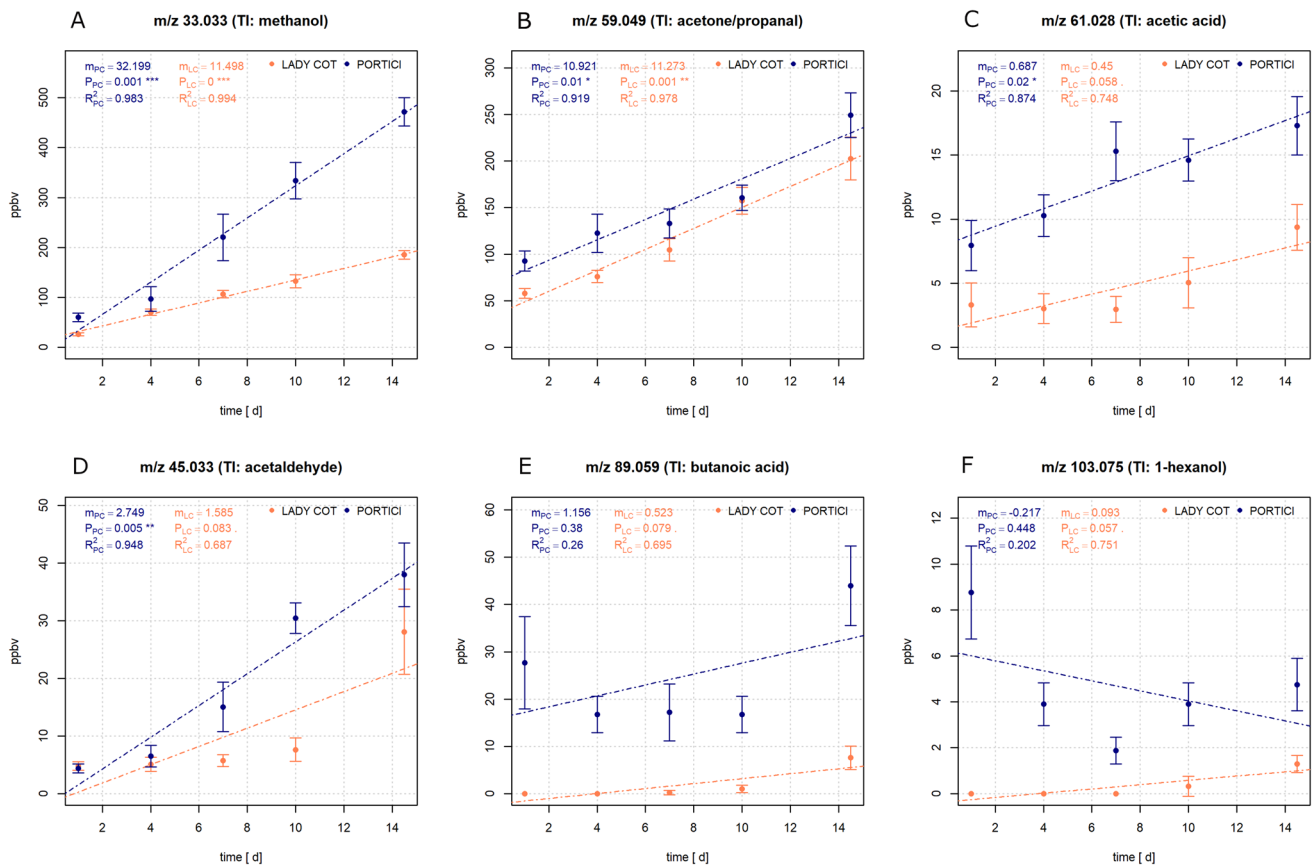 A m/z 33.033 (TI: methanol)
m_PC = 32.199 m_LC = 11.498 LADY COT PORTICI
P_PC = 0.001 *** P_LC = 0 ***
R²_PC = 0.983 R²_LC = 0.994
500
400
300
200
100
0
ppbv
2 4 6 8 10 12 14
time [ d]
B m/z 59.049 (TI: acetone/propanal)
m_PC = 10.921 m_LC = 11.273 LADY COT PORTICI
P_PC = 0.01 * P_LC = 0.001 **
R²_PC = 0.919 R²_LC = 0.978
300
250
200
150
100
50
0
ppbv
2 4 6 8 10 12 14
time [ d]
C m/z 61.028 (TI: acetic acid)
m_PC = 0.687 m_LC = 0.45 LADY COT PORTICI
P_PC = 0.02 * P_LC = 0.058 .
R²_PC = 0.874 R²_LC = 0.748
20
15
10
5
0
ppbv
2 4 6 8 10 12 14
time [ d]
D m/z 45.033 (TI: acetaldehyde)
m_PC = 2.749 m_LC = 1.585 LADY COT PORTICI
P_PC = 0.005 ** P_LC = 0.083 .
R²_PC = 0.948 R²_LC = 0.687
50
40
30
20
10
0
ppbv
2 4 6 8 10 12 14
time [ d]
E m/z 89.059 (TI: butanoic acid)
m_PC = 1.156 m_LC = 0.523 LADY COT PORTICI
P_PC = 0.38 P_LC = 0.079 .
R²_PC = 0.26 R²_LC = 0.695
60
50
40
30
20
10
0
ppbv
2 4 6 8 10 12 14
time [ d]
F m/z 103.075 (TI: 1-hexanol)
m_PC = -0.217 m_LC = 0.093 LADY COT PORTICI
P_PC = 0.448 P_LC = 0.057 .
R²_PC = 0.202 R²_LC = 0.751
12
10
8
6
4
2
0
ppbv
2 4 6 8 10 12 14
time [ d]